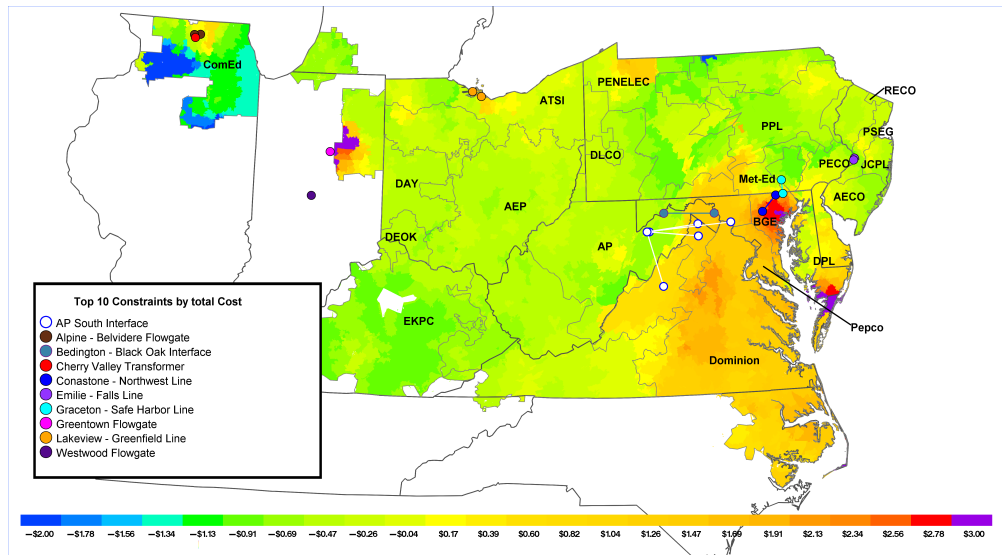 ComEd
ATSI
PENELEC
RECO
PPL
PSEG
DLCO
PECO
JCPL
DAY
Met-Ed
AECO
AEP
BGE
DEOK
AP
DPL
Top 10 Constraints by total Cost
AP South Interface
Alpine - Belvidere Flowgate
Bedington - Black Oak Interface
Cherry Valley Transformer
Conastone - Northwest Line
Emilie - Falls Line
Graceton - Safe Harbor Line
Greentown Flowgate
Lakeview - Greenfield Line
Westwood Flowgate
EKPC
Pepco
Dominion
–$2.00 –$1.78 –$1.56 –$1.34 –$1.13 –$0.91 –$0.69 –$0.47 –$0.26 –$0.04 $0.17 $0.39 $0.60 $0.82 $1.04 $1.26 $1.47 $1.69 $1.91 $2.13 $2.34 $2.56 $2.78 $3.00